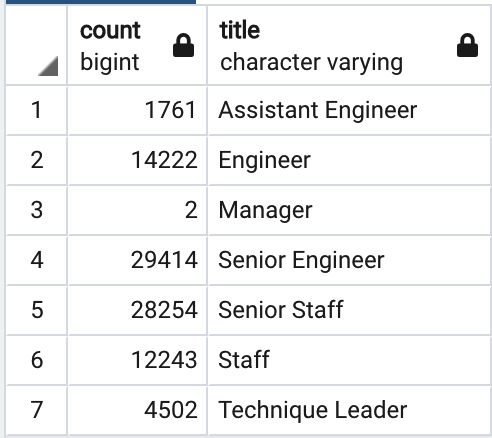 count title
bigint character varying
1 1761 Assistant Engineer
2 14222 Engineer
3 2 Manager
4 29414 Senior Engineer
5 28254 Senior Staff
6 12243 Staff
7 4502 Technique Leader